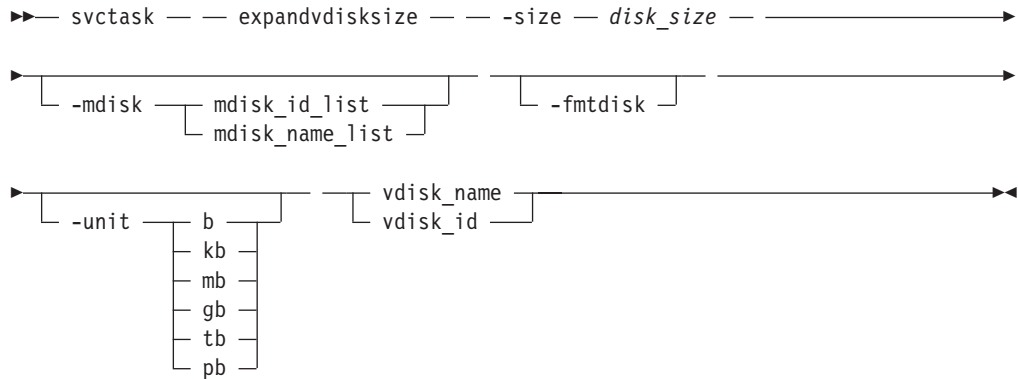 svctask expandvdisksize -size disk_size
-mdisk mdisk_id_list -fmtdisk
mdisk_name_list
vdisk_name
-unit b vdisk_id
kb
mb
gb
tb
pb